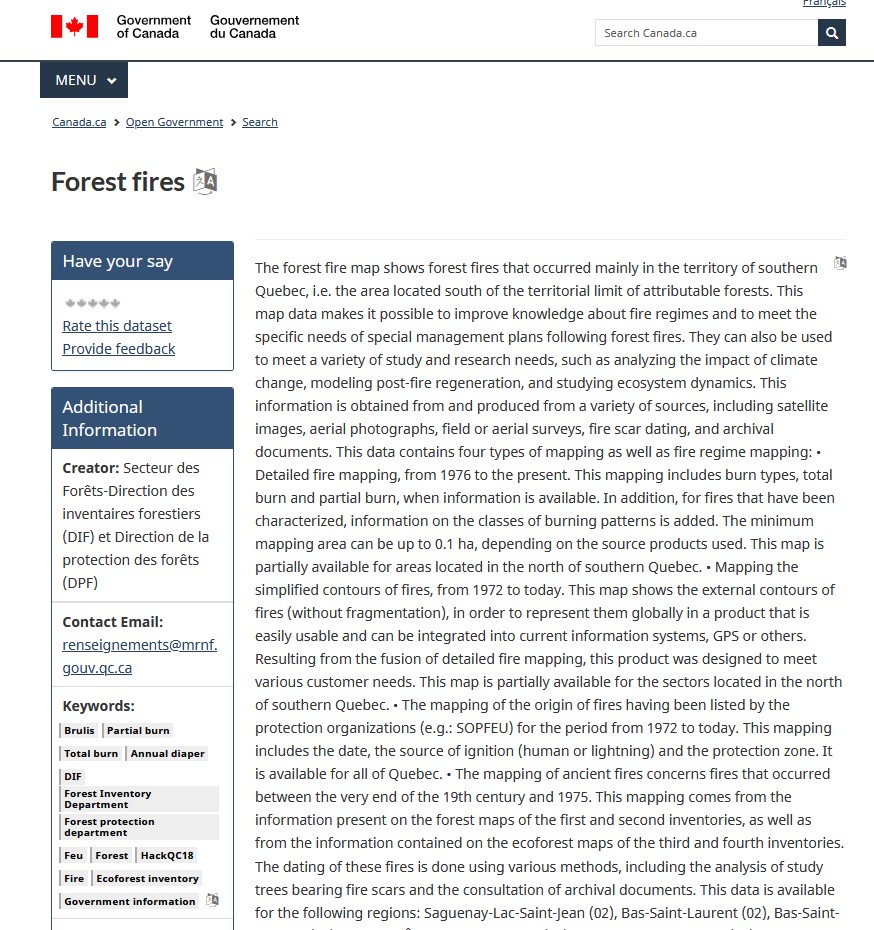 Français
Government of Canada
Gouvernement du Canada
Search Canada.ca
MENU
Canada.ca > Open Government > Search
Forest fires
Have your say
Rate this dataset
Provide feedback
Additional
Information
Creator: Secteur des
Forêts-Direction des
inventaires forestiers
(DIF) et Direction de la
protection des forêts
(DPF)
Contact Email:
renseignements@mrnf.
gouv.qc.ca
Keywords:
Brulis Partial burn
Total burn Annual diaper
DIF
Forest Inventory
Department
Forest protection
department
Feu Forest HackQC18
Fire Ecoforest inventory
Government information
The forest fire map shows forest fires that occurred mainly in the territory of southern
Quebec, i.e. the area located south of the territorial limit of attributable forests. This
map data makes it possible to improve knowledge about fire regimes and to meet the
specific needs of special management plans following forest fires. They can also be used
to meet a variety of study and research needs, such as analyzing the impact of climate
change, modeling post-fire regeneration, and studying ecosystem dynamics. This
information is obtained from and produced from a variety of sources, including satellite
images, aerial photographs, field or aerial surveys, fire scar dating, and archival
documents. This data contains four types of mapping as well as fire regime mapping: •
Detailed fire mapping, from 1976 to the present. This mapping includes burn types, total
burn and partial burn, when information is available. In addition, for fires that have been
characterized, information on the classes of burning patterns is added. The minimum
mapping area can be up to 0.1 ha, depending on the source products used. This map is
partially available for areas located in the north of southern Quebec. • Mapping the
simplified contours of fires, from 1972 to today. This map shows the external contours of
fires (without fragmentation), in order to represent them globally in a product that is
easily usable and can be integrated into current information systems, GPS or others.
Resulting from the fusion of detailed fire mapping, this product was designed to meet
various customer needs. This map is partially available for the sectors located in the north
of southern Quebec. • The mapping of the origin of fires having been listed by the
protection organizations (e.g.: SOPFEU) for the period from 1972 to today. This mapping
includes the date, the source of ignition (human or lightning) and the protection zone. It
is available for all of Quebec. • The mapping of ancient fires concerns fires that occurred
between the very end of the 19th century and 1975. This mapping comes from the
information present on the forest maps of the first and second inventories, as well as
from the information contained on the ecoforest maps of the third and fourth inventories.
The dating of these fires is done using various methods, including the analysis of study
trees bearing fire scars and the consultation of archival documents. This data is available
for the following regions: Saguenay-Lac-Saint-Jean (02), Bas-Saint-Laurent (02), Bas-Saint-